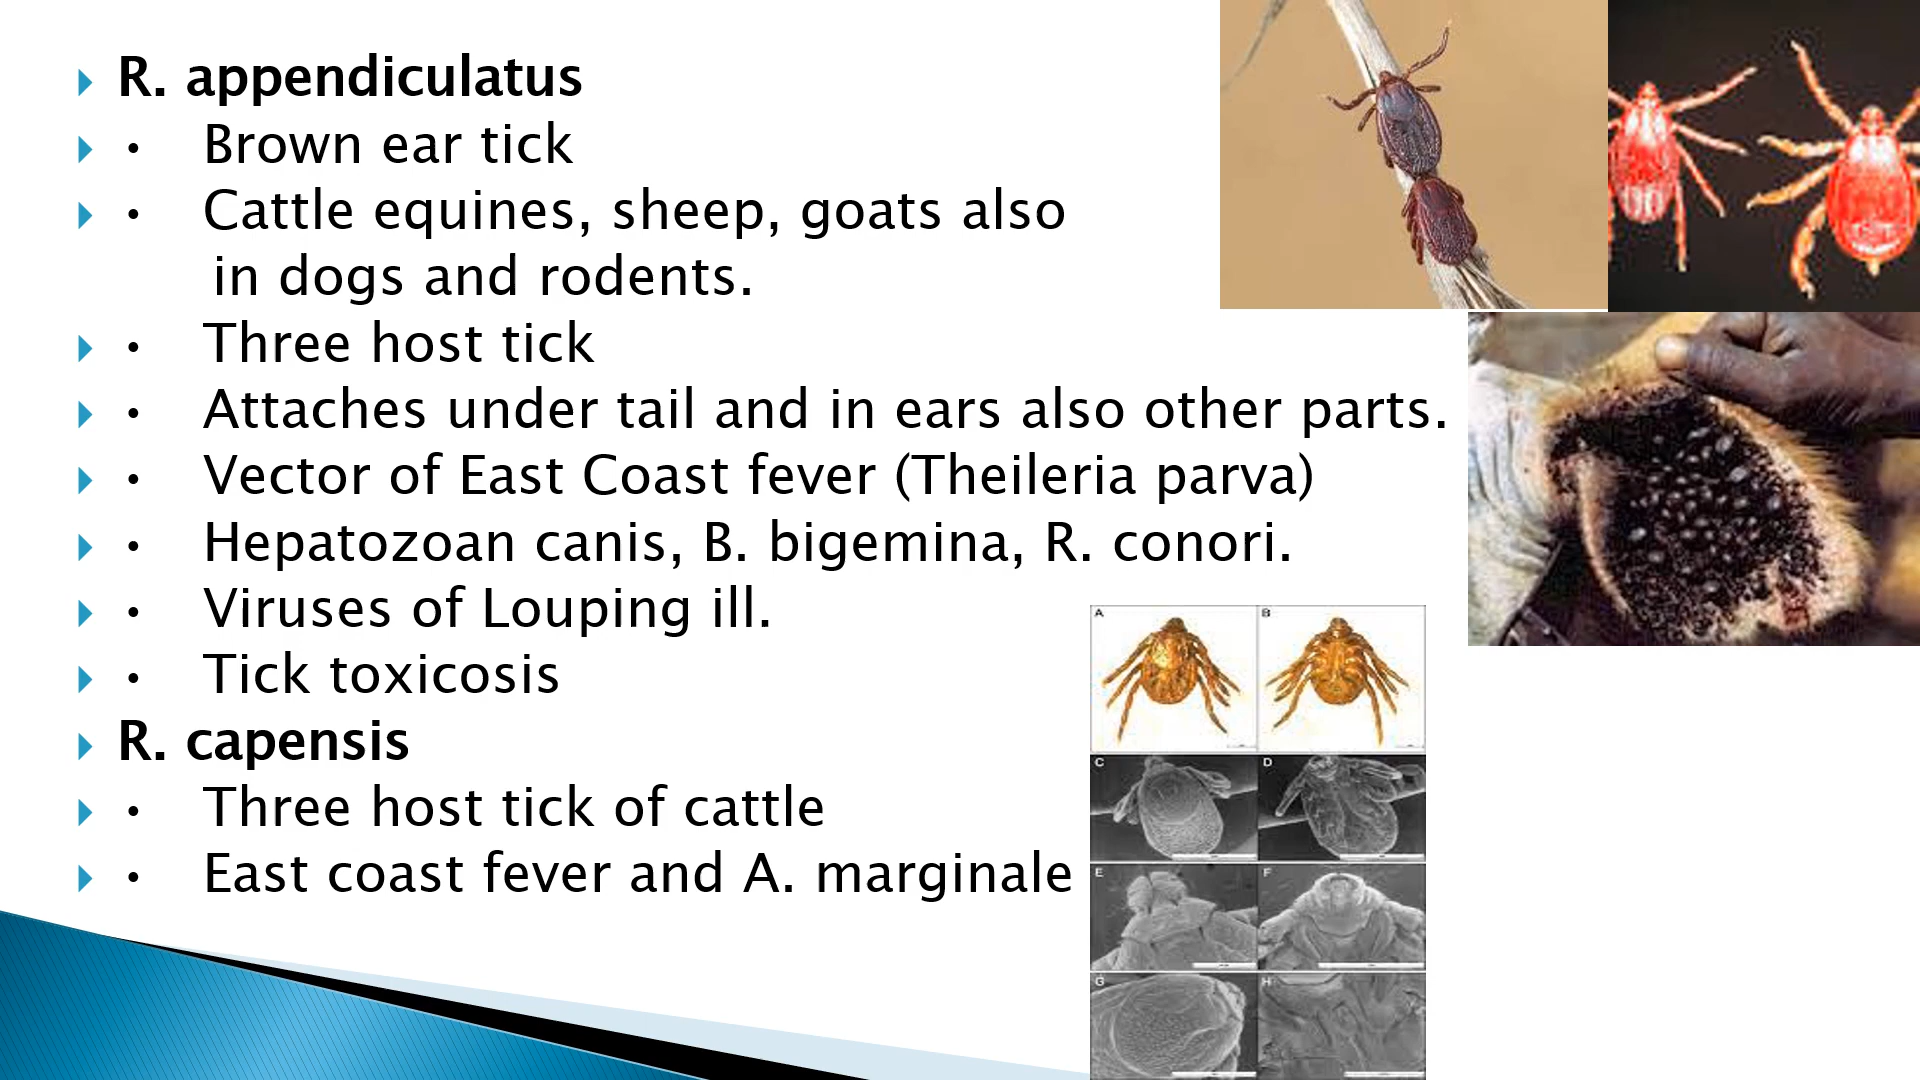 R. appendiculatus
• Brown ear tick
• Cattle equines, sheep, goats also
in dogs and rodents.
• Three host tick
• Attaches under tail and in ears also other parts.
• Vector of East Coast fever (Theileria parva)
• Hepatozoan canis, B. bigemina, R. conori.
• Viruses of Louping ill.
• Tick toxicosis
R. capensis
• Three host tick of cattle
• East coast fever and A. marginale
A B
C D
E F
G H